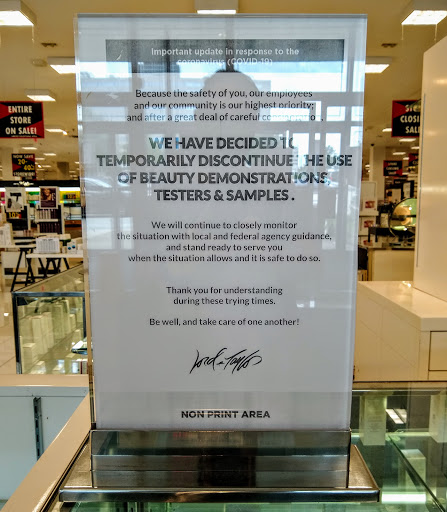 Important update in response to the
coronavirus (COVID-19)
Because the safety of you, our employees
and our community is our highest priority;
and after a great deal of careful
WE HAVE DECIDED
TEMPORARILY DISCONTINUE THE USE
OF BEAUTY DEMONSTRATIONS,
TESTERS & SAMPLES.
We will continue to closely monitor
the situation with local and federal agency guidance,
and stand ready to serve you
when the situation allows and it is safe to do so.
Thank you for understanding
during these trying times.
Be well, and take care of one another!
Lord & Taylor
NON PRINT AREA
ENTIRE
STORE
ON SALE!
NOW
STORE
CLOSING
SALE!